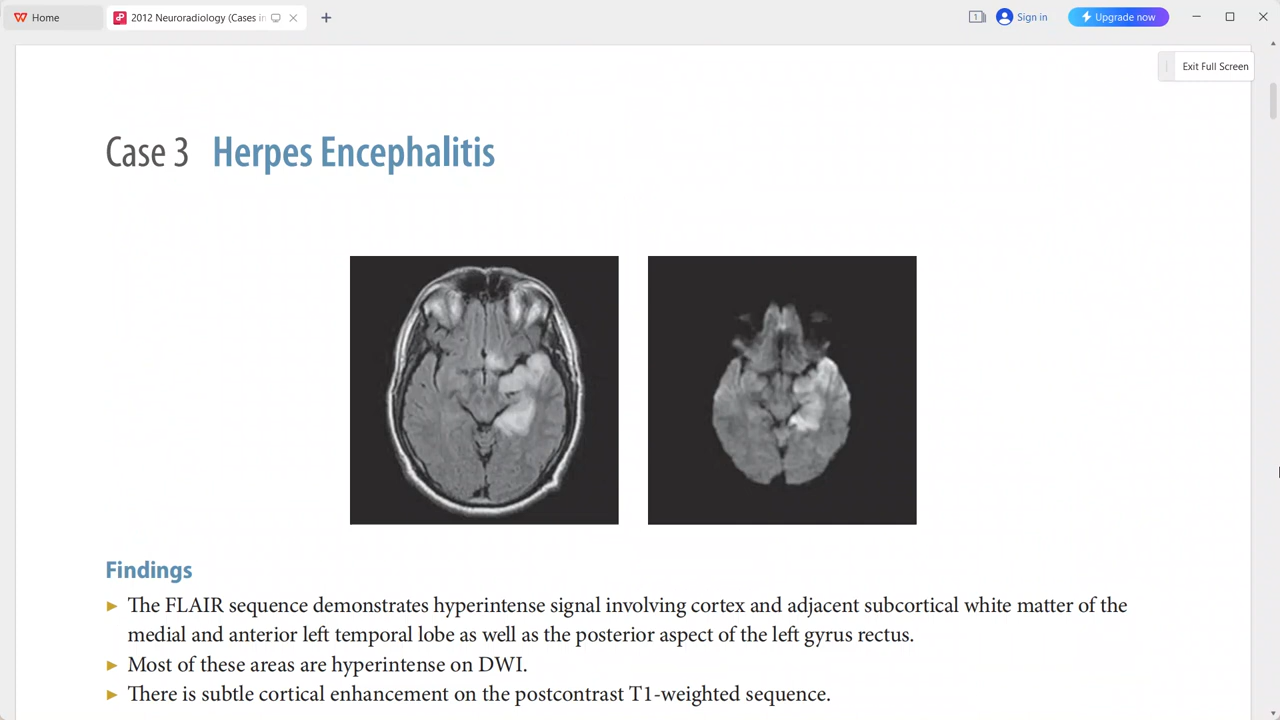 Home
2012 Neuroradiology (Cases in
1
Sign in
Upgrade now
Exit Full Screen
Case 3 Herpes Encephalitis
Findings
► The FLAIR sequence demonstrates hyperintense signal involving cortex and adjacent subcortical white matter of the
medial and anterior left temporal lobe as well as the posterior aspect of the left gyrus rectus.
► Most of these areas are hyperintense on DWI.
► There is subtle cortical enhancement on the postcontrast T1-weighted sequence.